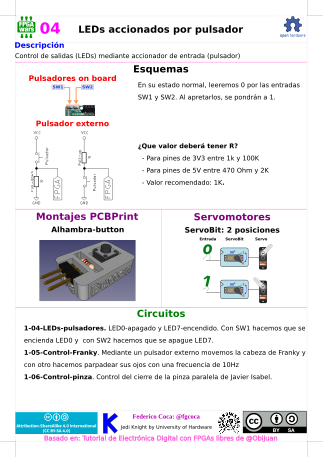 FPGA
wars
04
LEDs accionados por pulsador
open hardware
Descripción
Control de salidas (LEDs) mediante accionador de entrada (pulsador)
Esquemas
Pulsadores on board
SW1
SW2
En su estado normal, leeremos 0 por las entradas
SW1 y SW2. Al apretarlos, se pondrán a 1.
Pulsador externo
VCC
VCC
Pulsador
R
FPGA
GND
R
Pulsador
FPGA
GND
¿Que valor deberá tener R?
- Para pines de 3V3 entre 1k y 100K
- Para pines de 5V entre 470 Ohm y 2K
- Valor recomendado: 1K.
Montajes PCBPrint
Alhambra-button
Servomotores
ServoBit: 2 posiciones
Entrada
ServoBit
Servo
0
1
Circuitos
1-04-LEDs-pulsadores. LED0-apagado y LED7-encendido. Con SW1 hacemos que se
encienda LED0 y con SW2 hacemos que se apague LED7.
1-05-Control-Franky. Mediante un pulsador externo movemos la cabeza de Franky y
con otro hacemos parpadear sus ojos con una frecuencia de 10Hz
1-06-Control-pinza. Control del cierre de la pinza paralela de Javier Isabel.
Attribution-ShareAlike 4.0 International
(CC BY-SA 4.0)
K
Federico Coca: @fgcoca
Jedi Knight by University of Hardware
cc
BY
SA
Basado en: Tutorial de Electrónica Digital con FPGAs libres de @Obijuan